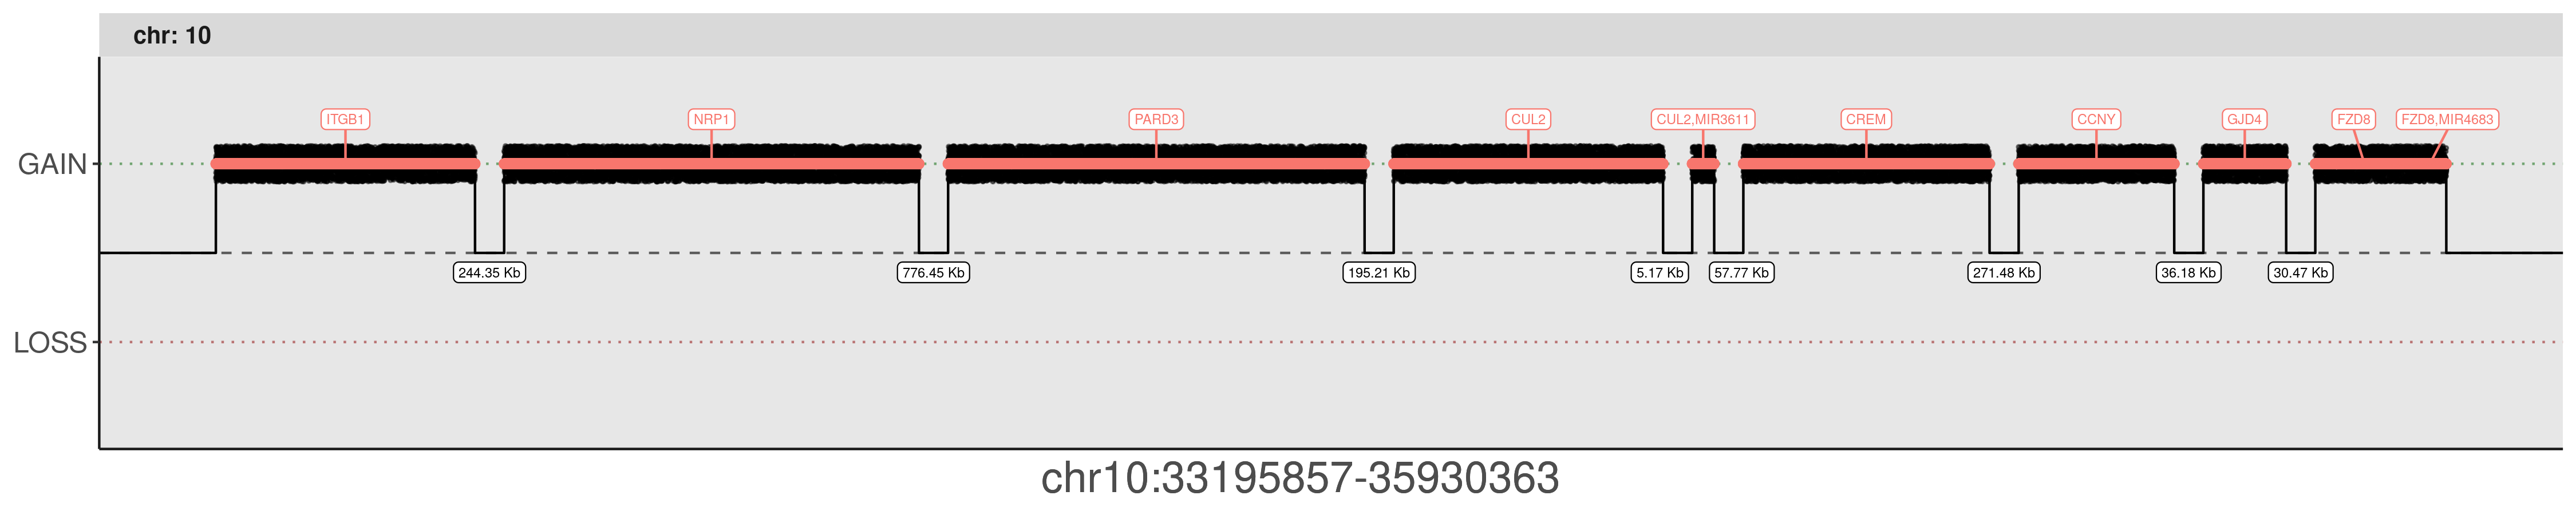 chr: 10
ITGB1
NRP1
PARD3
CUL2
CUL2,MIR3611
CREM
CCNY
GJD4
FZD8
FZD8,MIR4683
GAIN
244.35 Kb
776.45 Kb
195.21 Kb
5.17 Kb
57.77 Kb
271.48 Kb
36.18 Kb
30.47 Kb
LOSS
chr10:33195857-35930363